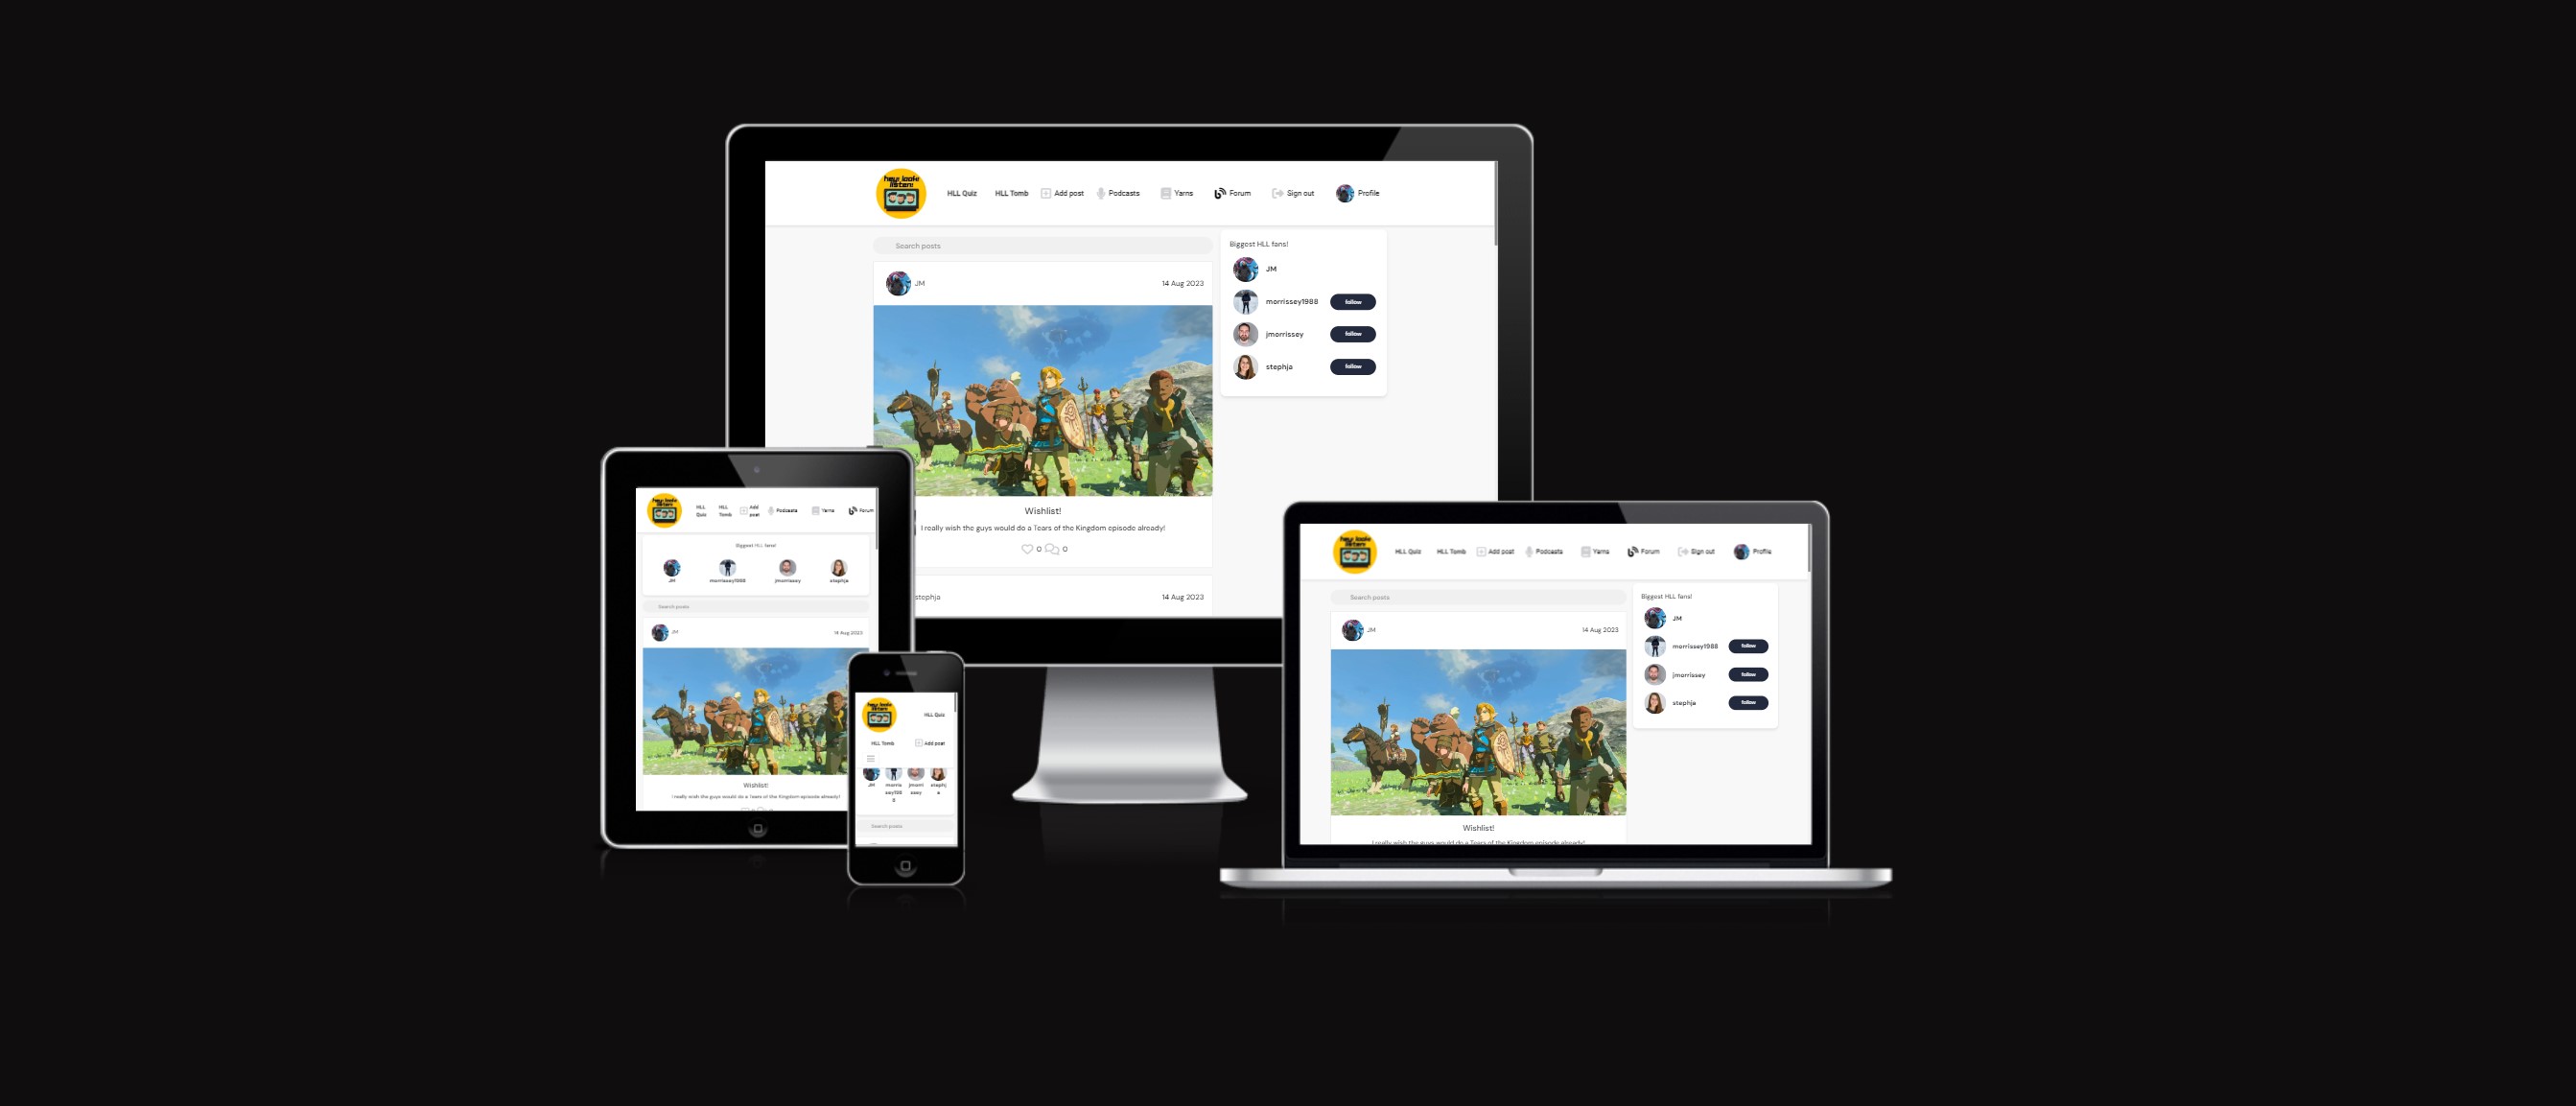 hey! look
listen!
HLL Quiz
HLL Tomb
Add post
Podcasts
Yarns
Forum
Sign out
Profile
Search posts
JM
14 Aug 2023
Wishlist!
I really wish the guys would do a Tears of the Kingdom episode already!
0
0
stephja
14 Aug 2023
Biggest HLL fans!
JM
morrissey1988
follow
jmorrissey
follow
stephja
follow
hey! look
listen!
HLL
Quiz
HLL
Tomb
Add
post
Podcasts
Yarns
Forum
Biggest HLL fans!
JM
morrissey1988
jmorrissey
stephja
Search posts
JM
14 Aug 2023
Wishlist!
I really wish the guys would do a Tears of the Kingdom episode already!
hey! look
listen!
HLL Quiz
HLL Tomb
Add post
JM
morris
sey198
8
jmorri
ssey
stephj
a
Search posts
hey! look
listen!
HLL Quiz
HLL Tomb
Add post
Podcasts
Yarns
Forum
Sign out
Profile
Search posts
JM
14 Aug 2023
Wishlist!
I really wish the guys would do a Tears of the Kingdom episode already!
Biggest HLL fans!
JM
morrissey1988
follow
jmorrissey
follow
stephja
follow